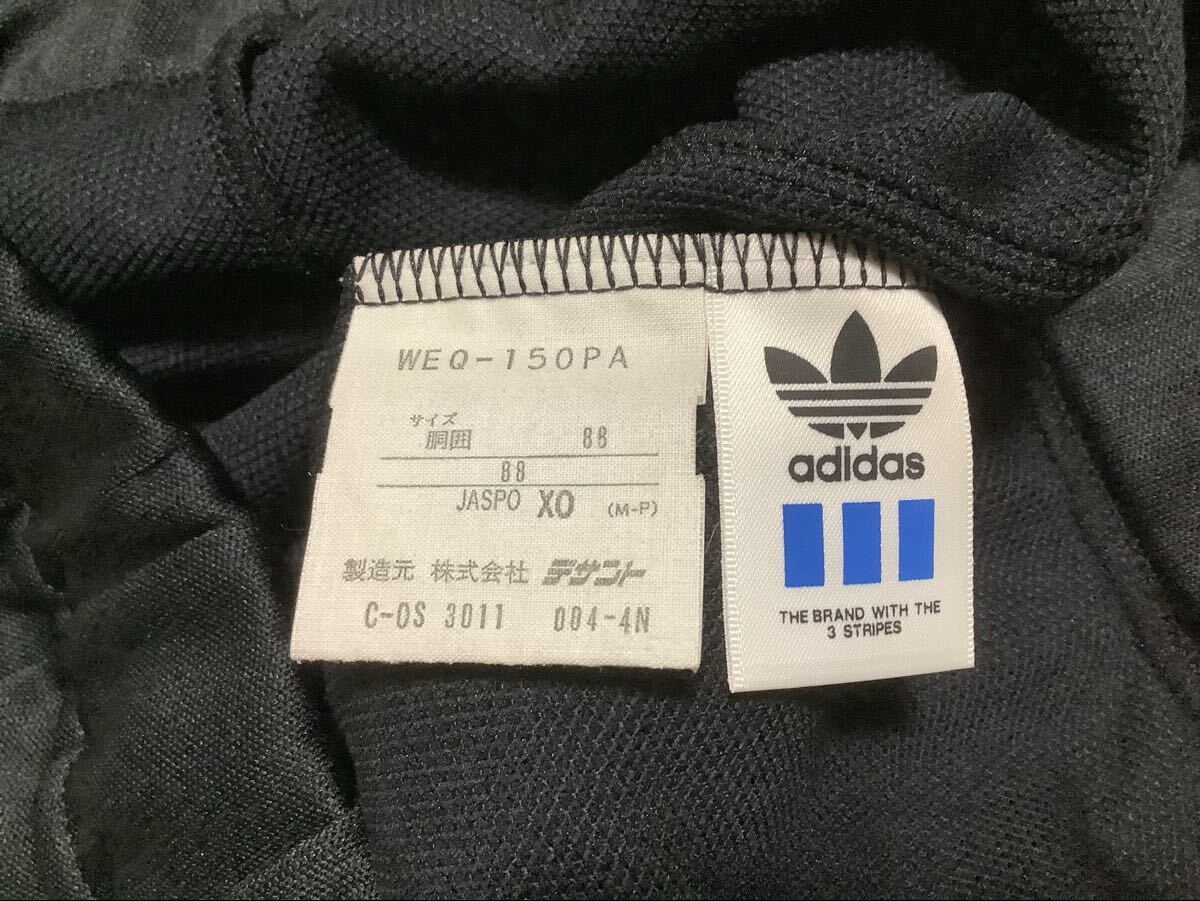 WEQ-150PA
サイズ
胴囲 88
88
JASPO XO (M-P)
製造元 株式会社 デサント
C-OS 3011 004-4N
adidas
THE BRAND WITH THE
3 STRIPES